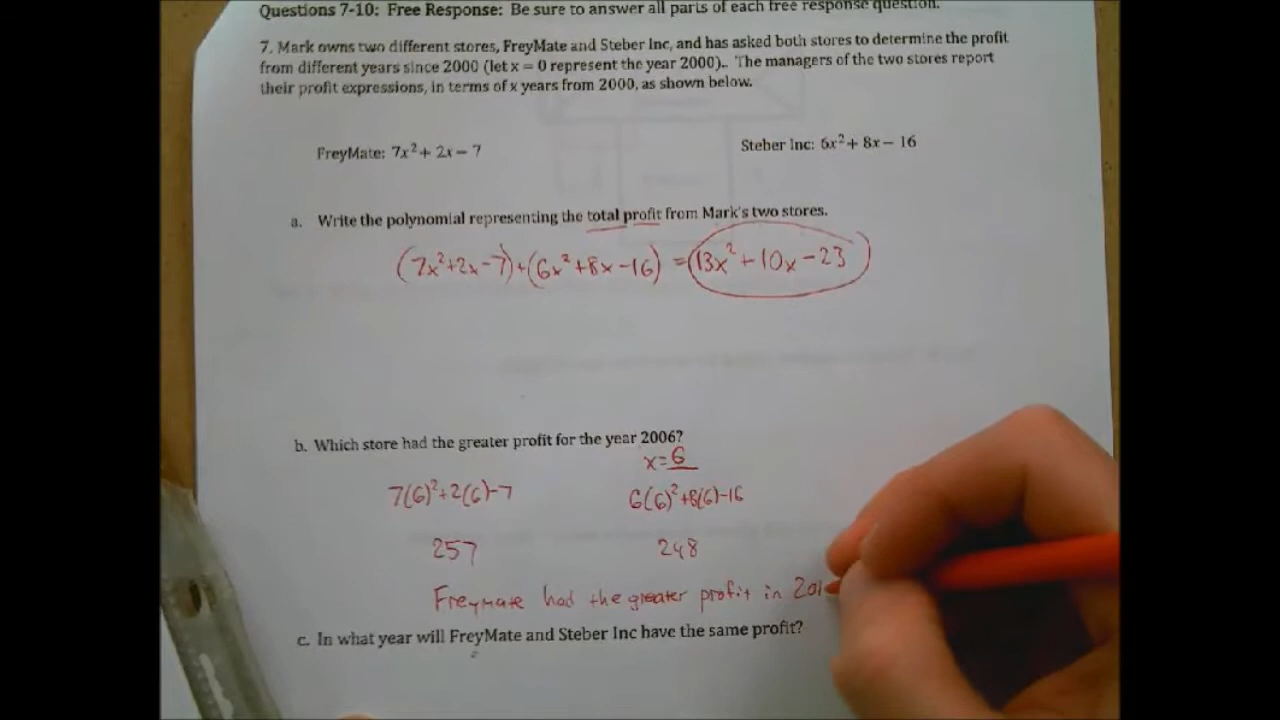 Questions 7-10: Free Response: Be sure to answer all parts of each free response question.
7. Mark owns two different stores, FreyMate and Steber Inc, and has asked both stores to determine the profit
from different years since 2000 (let x = 0 represent the year 2000).. The managers of the two stores report
their profit expressions, in terms of x years from 2000, as shown below.
FreyMate: 7x² + 2x – 7
Steber Inc: 6x² + 8x – 16
a. Write the polynomial representing the total profit from Mark's two stores.
(7x²+2x-7)+(6x²+8x-16) = 13x²+10x-23
b. Which store had the greater profit for the year 2006?
x=6
7(6)²+2(6)-7
6(6)²+8(6)-16
257
248
Freymate had the greater profit in 20
c. In what year will FreyMate and Steber Inc have the same profit?